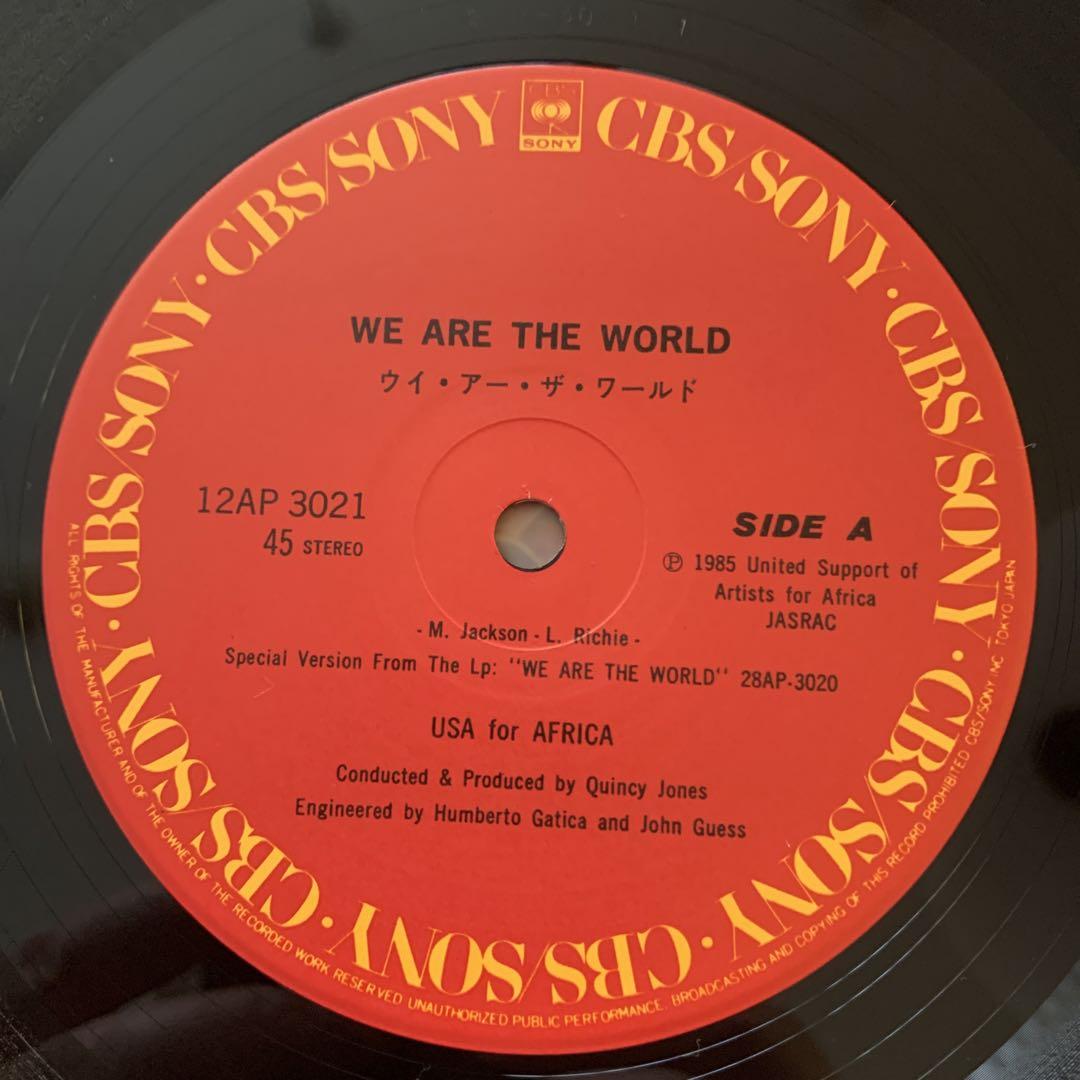 CBS
SONY
CBS/SONY · CBS/SONY · CBS/SONY · CBS/SONY · CBS/SONY · CBS/SONY · CBS/SONY · CBS/SONY
WE ARE THE WORLD
ウイ・アー・ザ・ワールド
12AP 3021
45 STEREO
SIDE A
Ⓟ 1985 United Support of
Artists for Africa
JASRAC
- M. Jackson - L. Richie -
Special Version From The Lp: "WE ARE THE WORLD" 28AP-3020
USA for AFRICA
Conducted & Produced by Quincy Jones
Engineered by Humberto Gatica and John Guess
ALL RIGHTS OF THE MANUFACTURER AND OF THE OWNER OF THE RECORDED WORK RESERVED UNAUTHORIZED PUBLIC PERFORMANCE. BROADCASTING AND COPYING OF THIS RECORD PROHIBITED CBS/SONY INC. TOKYO JAPAN